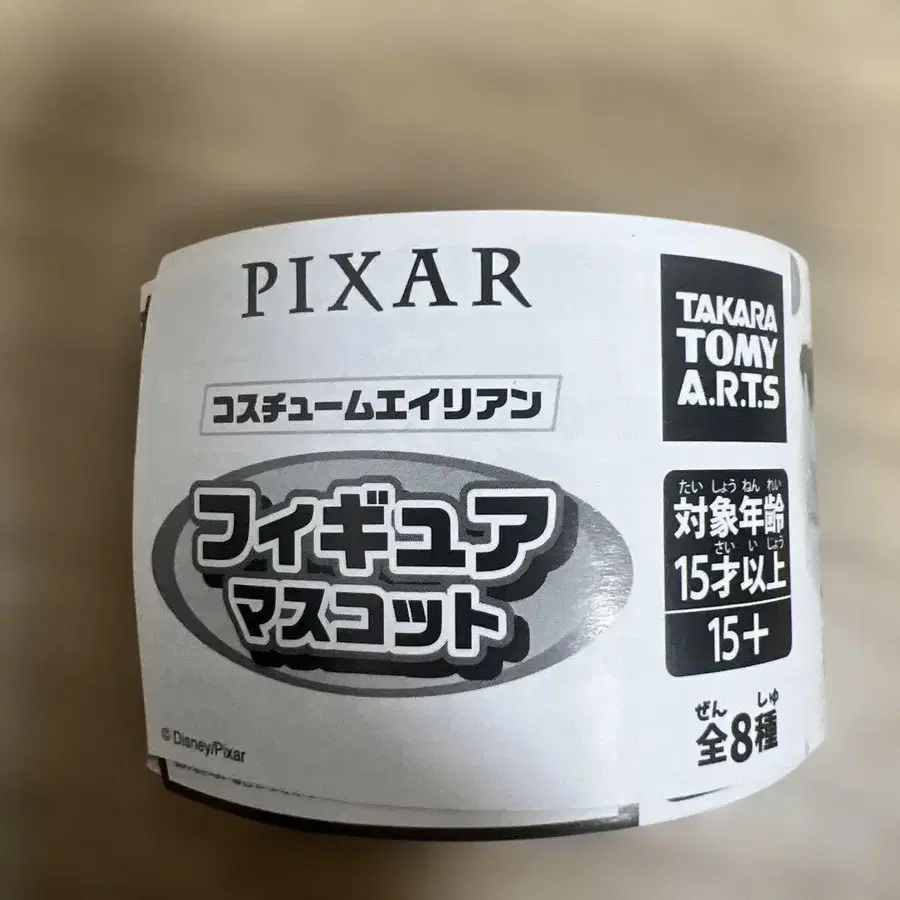 PIXAR
コスチュームエイリアン
フィギュア
マスコット
© Disney/Pixar
TAKARA
TOMY
A.R.T.S
たい しょう ねん れい
対象年齢
さい い じょう
15才以上
15+
ぜん しゅ
全8種